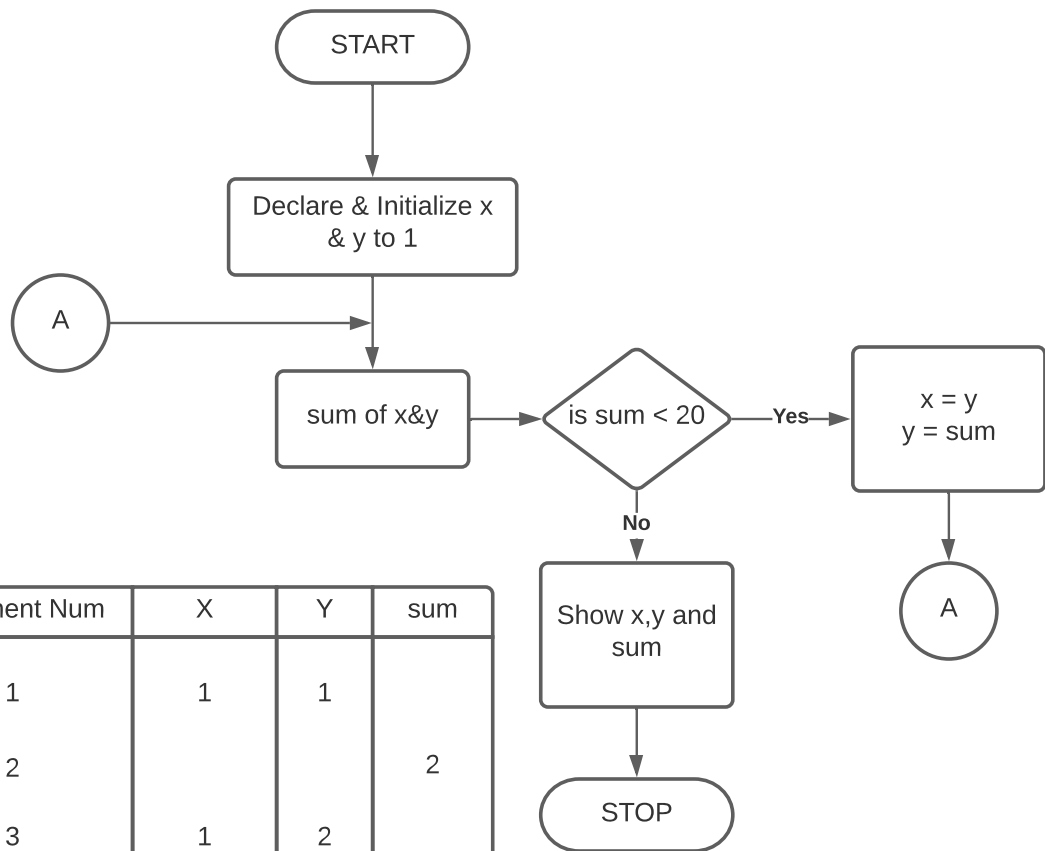 START
Declare & Initialize x
& y to 1
A
sum of x&y
is sum < 20
Yes
x = y
y = sum
No
Show x,y and
sum
A
STOP
Num X Y sum
1 1 1
2 2
3 1 2